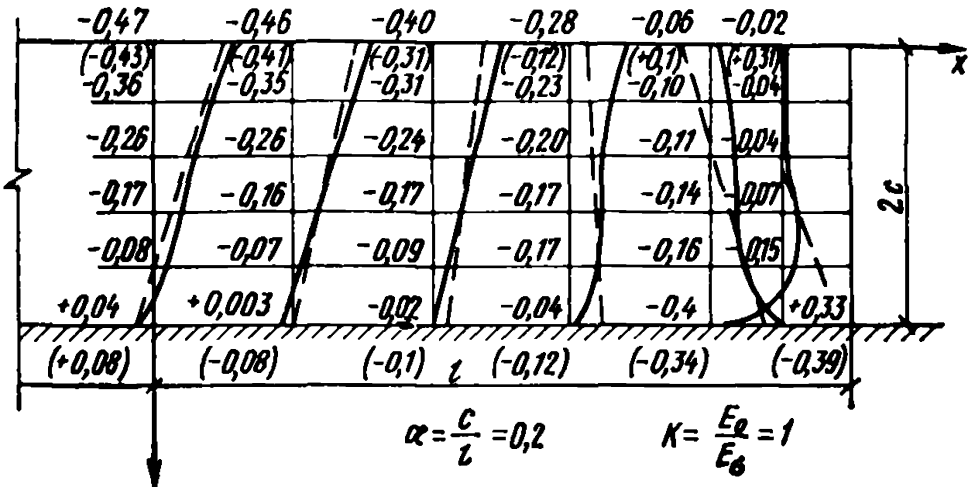 -0,47 -0,46 -0,40 -0,28 -0,06 -0,02
(-0,43) (-0,41) (-0,31) (-0,12) (+0,1) (+0,31) x
-0,36 -0,35 -0,31 -0,23 -0,10 -0,04
-0,26 -0,26 -0,24 -0,20 -0,11 -0,04
-0,17 -0,16 -0,17 -0,17 -0,14 -0,07 2c
-0,08 -0,07 -0,09 -0,17 -0,16 -0,15
+0,04 +0,003 -0,02 -0,04 -0,4 +0,33
(+0,08) (-0,08) (-0,1) (-0,12) (-0,34) (-0,39)
l
α = c/l = 0,2 K = Eо/Eв = 1